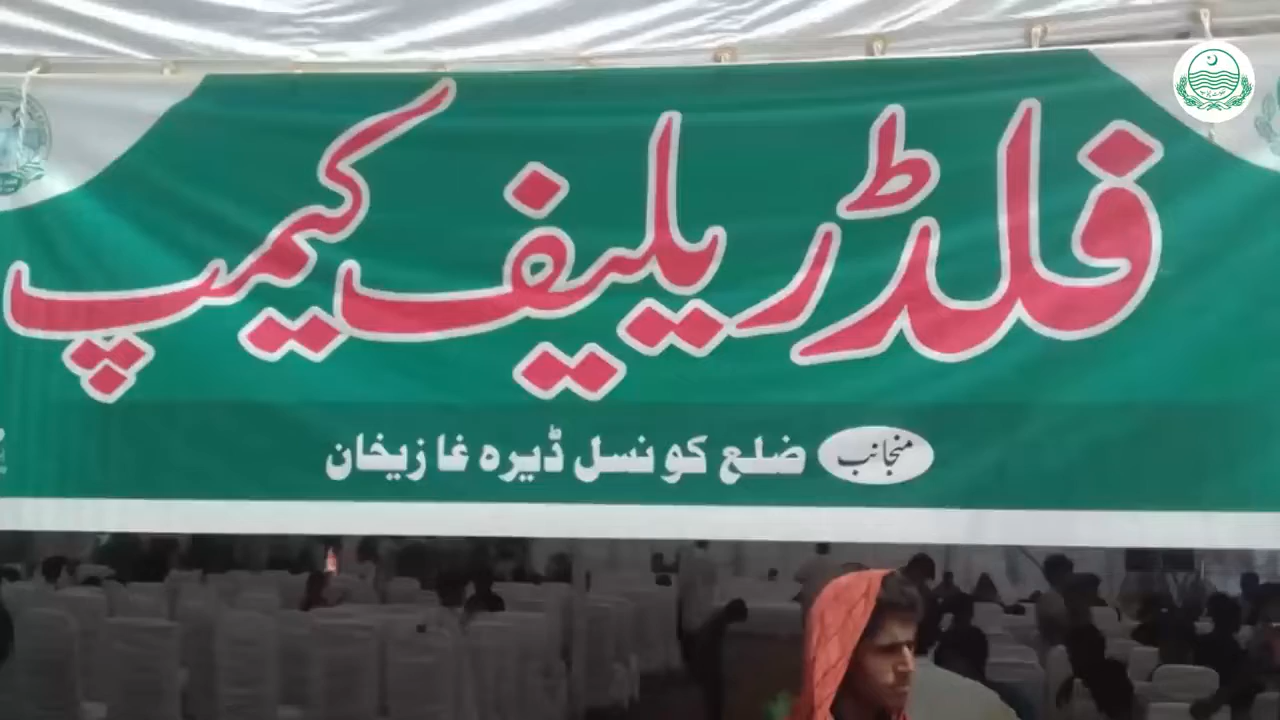 فلڈ ریلیف کیمپ
منجانب ضلع کونسل ڈیرہ غازیخان